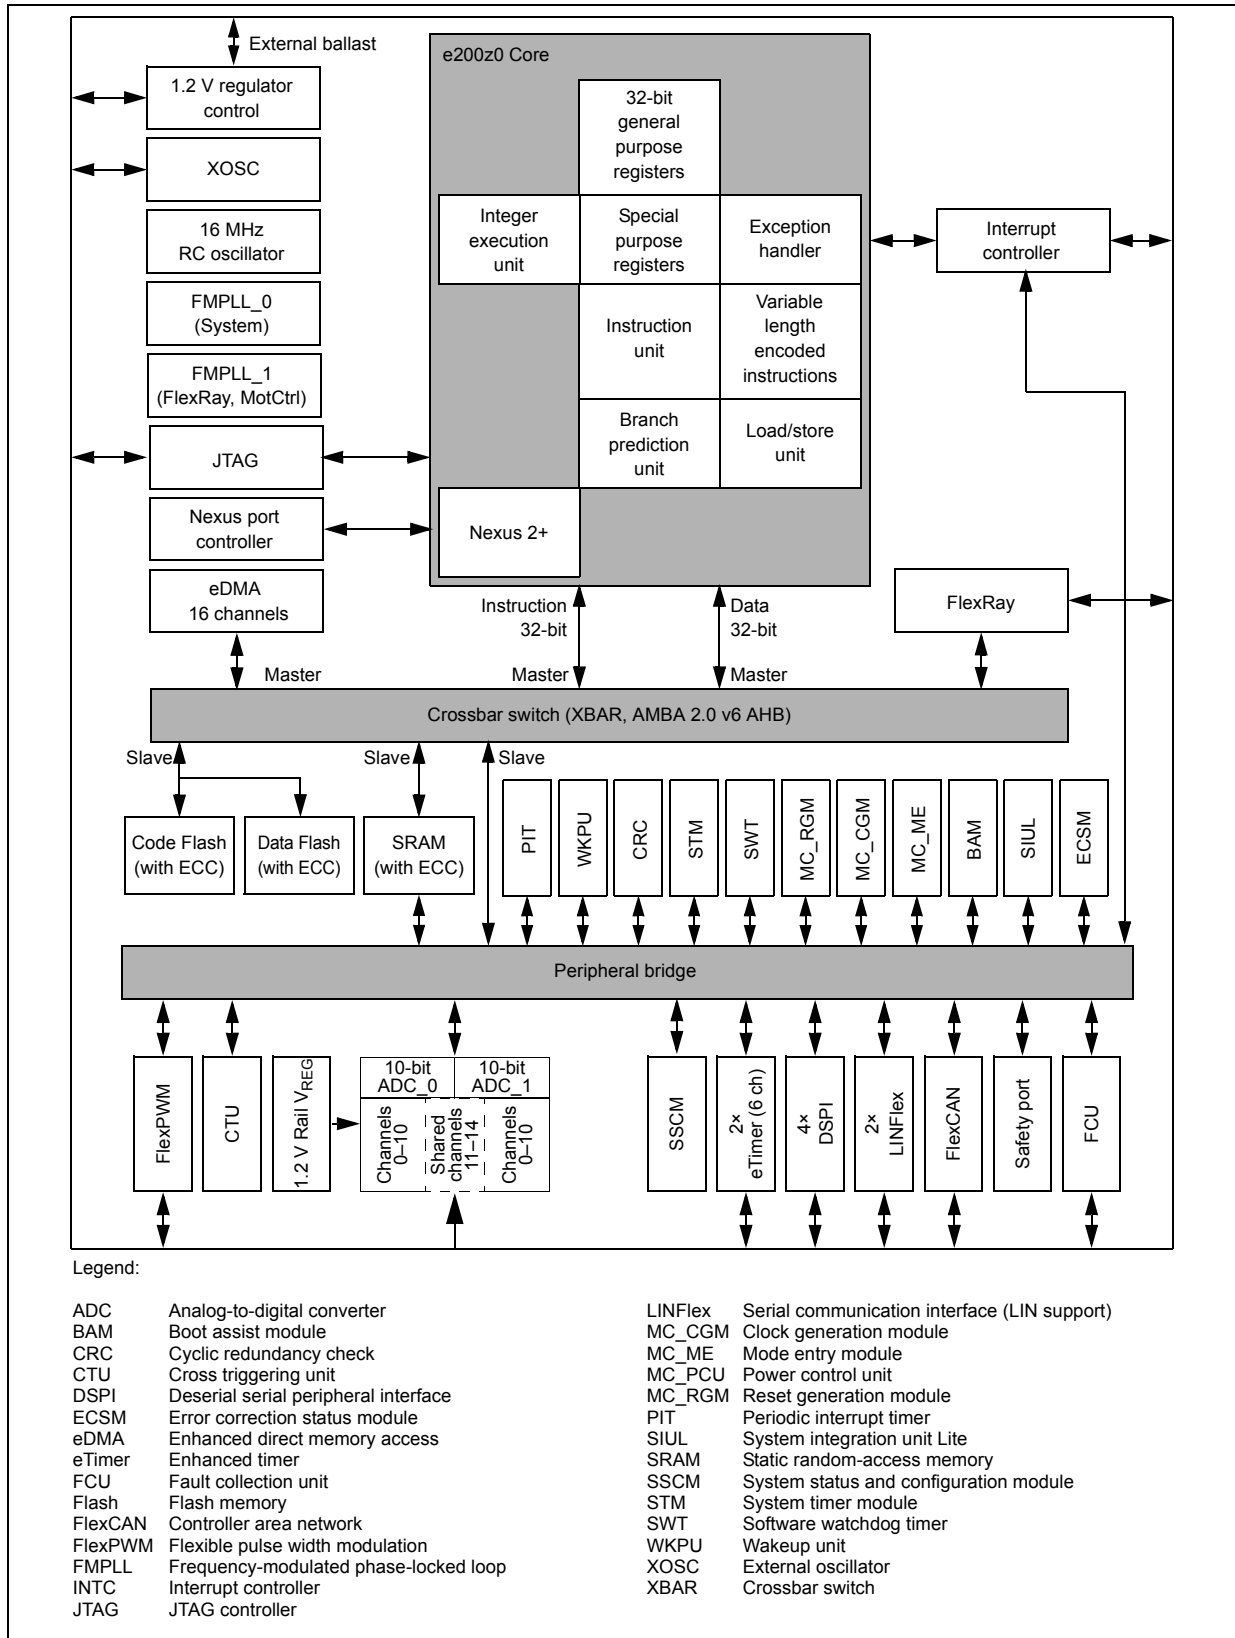 External ballast
e200z0 Core
1.2 V regulator
control
XOSC
16 MHz
RC oscillator
FMPLL_0
(System)
FMPLL_1
(FlexRay, MotCtrl)
JTAG
Nexus port
controller
eDMA
16 channels
32-bit
general
purpose
registers
Integer
execution
unit
Special
purpose
registers
Exception
handler
Instruction
unit
Variable
length
encoded
instructions
Branch
prediction
unit
Load/store
unit
Nexus 2+
Interrupt
controller
FlexRay
Instruction
32-bit
Data
32-bit
Master
Master
Master
Crossbar switch (XBAR, AMBA 2.0 v6 AHB)
Slave
Slave
Slave
Code Flash
(with ECC)
Data Flash
(with ECC)
SRAM
(with ECC)
PIT
WKPU
CRC
STM
SWT
MC_RGM
MC_CGM
MC_ME
BAM
SIUL
ECSM
Peripheral bridge
FlexPWM
CTU
1.2 V Rail VREG
10-bit
ADC_0
10-bit
ADC_1
Channels
0–10
Shared
channels
11–14
Channels
0–10
SSCM
2×
eTimer (6 ch)
4×
DSPI
2×
LINFlex
FlexCAN
Safety port
FCU
Legend:
ADC Analog-to-digital converter
BAM Boot assist module
CRC Cyclic redundancy check
CTU Cross triggering unit
DSPI Deserial serial peripheral interface
ECSM Error correction status module
eDMA Enhanced direct memory access
eTimer Enhanced timer
FCU Fault collection unit
Flash Flash memory
FlexCAN Controller area network
FlexPWM Flexible pulse width modulation
FMPLL Frequency-modulated phase-locked loop
INTC Interrupt controller
JTAG JTAG controller
LINFlex Serial communication interface (LIN support)
MC_CGM Clock generation module
MC_ME Mode entry module
MC_PCU Power control unit
MC_RGM Reset generation module
PIT Periodic interrupt timer
SIUL System integration unit Lite
SRAM Static random-access memory
SSCM System status and configuration module
STM System timer module
SWT Software watchdog timer
WKPU Wakeup unit
XOSC External oscillator
XBAR Crossbar switch